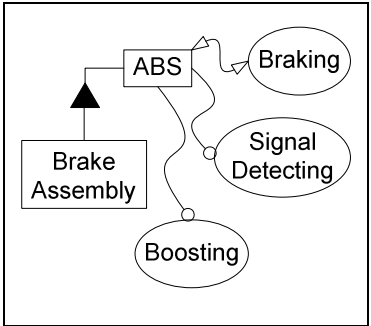 ABS
Braking
Signal
Detecting
Brake
Assembly
Boosting